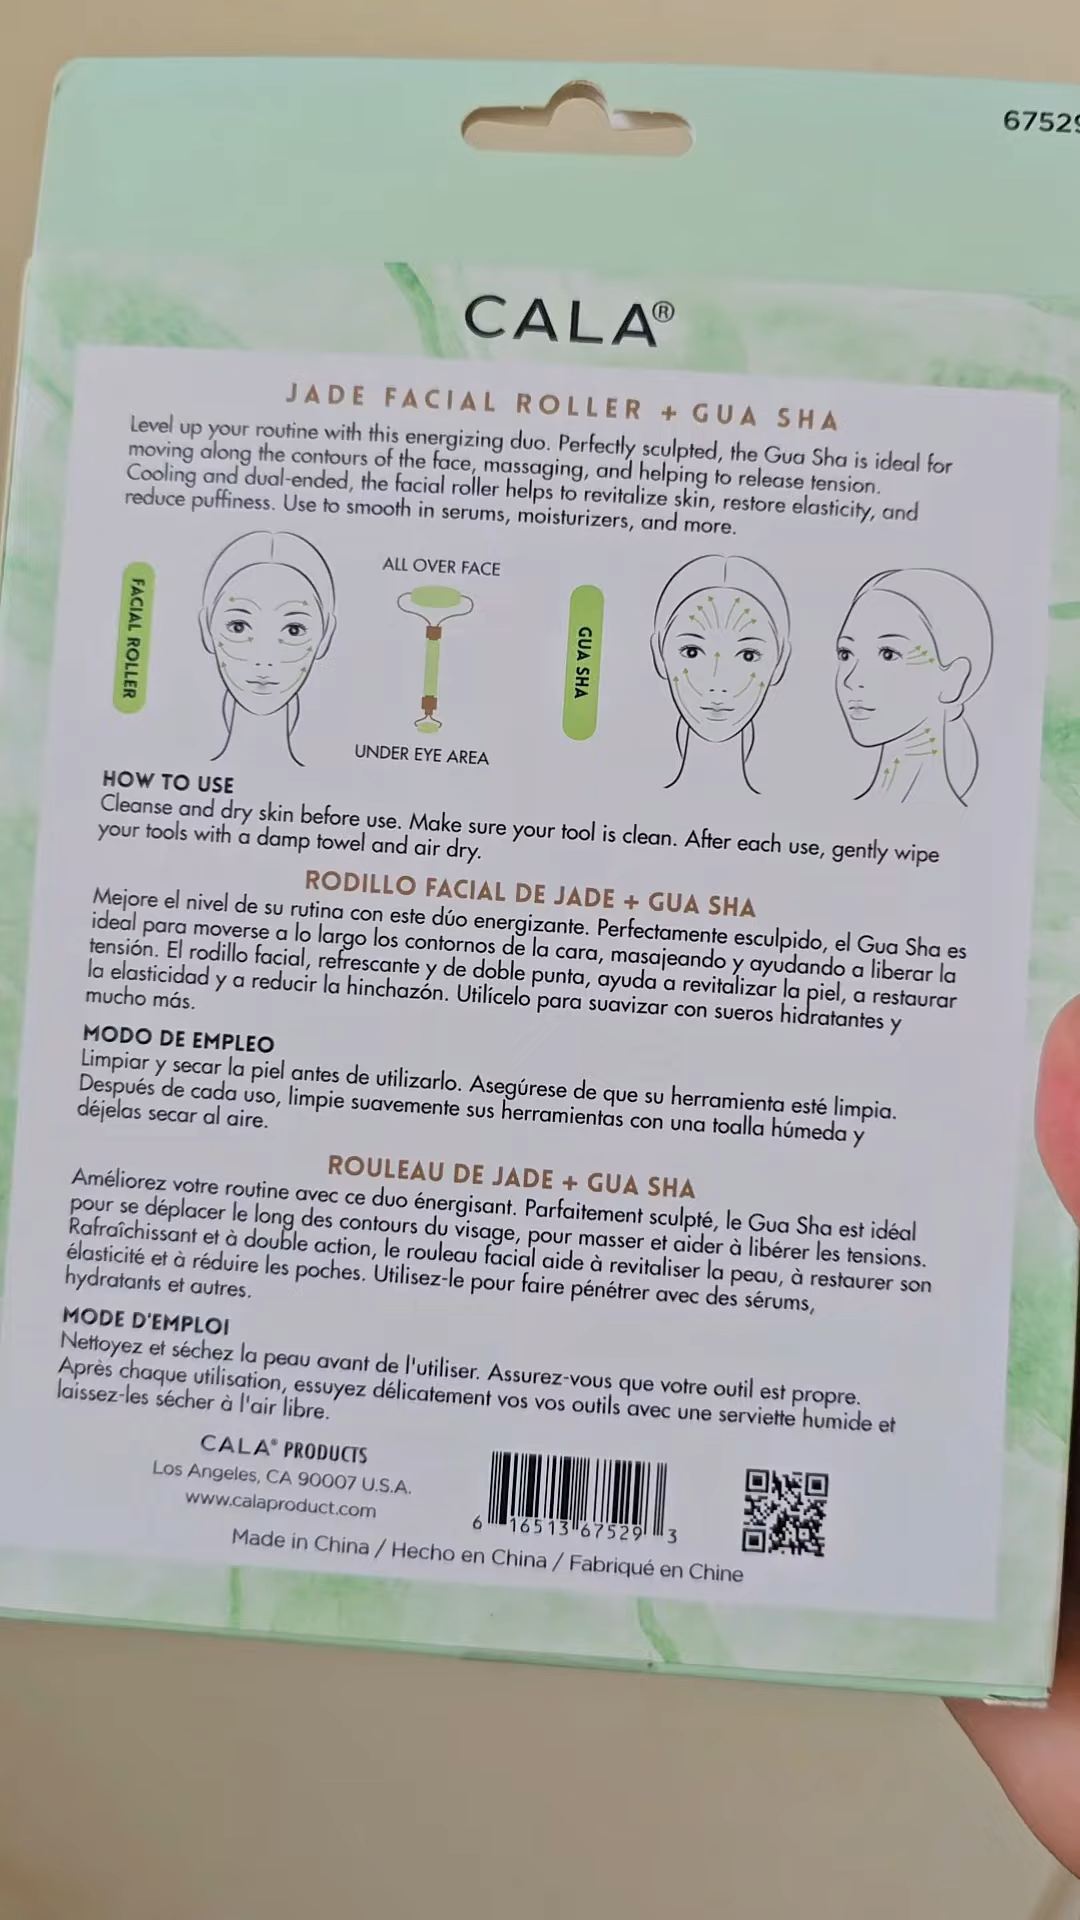 67529
CALA®
JADE FACIAL ROLLER + GUA SHA
Level up your routine with this energizing duo. Perfectly sculpted, the Gua Sha is ideal for
moving along the contours of the face, massaging, and helping to release tension.
Cooling and dual-ended, the facial roller helps to revitalize skin, restore elasticity, and
reduce puffiness. Use to smooth in serums, moisturizers, and more.
FACIAL ROLLER
ALL OVER FACE
UNDER EYE AREA
GUA SHA
HOW TO USE
Cleanse and dry skin before use. Make sure your tool is clean. After each use, gently wipe
your tools with a damp towel and air dry.
RODILLO FACIAL DE JADE + GUA SHA
Mejore el nivel de su rutina con este dúo energizante. Perfectamente esculpido, el Gua Sha es
ideal para moverse a lo largo los contornos de la cara, masajeando y ayudando a liberar la
tensión. El rodillo facial, refrescante y de doble punta, ayuda a revitalizar la piel, a restaurar
la elasticidad y a reducir la hinchazón. Utilícelo para suavizar con sueros hidratantes y
mucho más.
MODO DE EMPLEO
Limpiar y secar la piel antes de utilizarlo. Asegúrese de que su herramienta esté limpia.
Después de cada uso, limpie suavemente sus herramientas con una toalla húmeda y
déjelas secar al aire.
ROULEAU DE JADE + GUA SHA
Améliorez votre routine avec ce duo énergisant. Parfaitement sculpté, le Gua Sha est idéal
pour se déplacer le long des contours du visage, pour masser et aider à libérer les tensions.
Rafraîchissant et à double action, le rouleau facial aide à revitaliser la peau, à restaurer son
élasticité et à réduire les poches. Utilisez-le pour faire pénétrer avec des sérums,
hydratants et autres.
MODE D'EMPLOI
Nettoyez et séchez la peau avant de l'utiliser. Assurez-vous que votre outil est propre.
Après chaque utilisation, essuyez délicatement vos vos outils avec une serviette humide et
laissez-les sécher à l'air libre.
CALA® PRODUCTS
Los Angeles, CA 90007 U.S.A.
www.calaproduct.com
6 16513 67529 3
Made in China / Hecho en China / Fabriqué en Chine